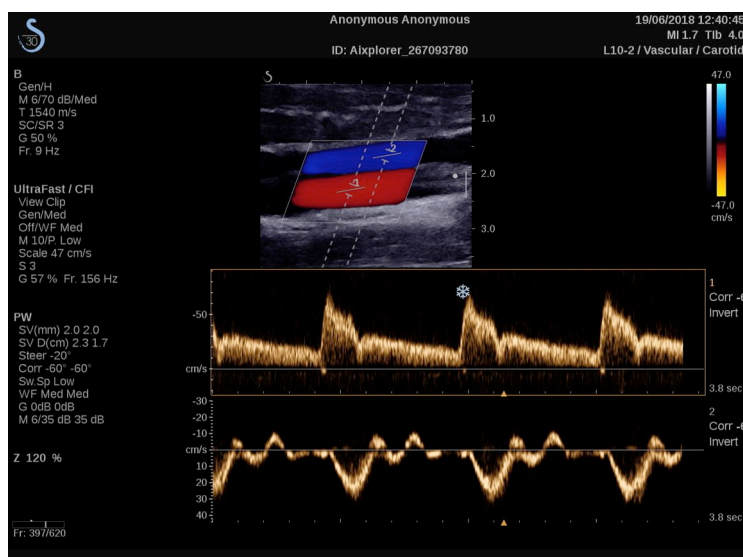 Anonymous Anonymous
19/06/2018 12:40:45
MI 1.7 TIb 4.0
ID: Aixplorer_267093780
L10-2 / Vascular / Carotid
30
B
Gen/H
M 6/70 dB/Med
T 1540 m/s
SC/SR 3
G 50 %
Fr. 9 Hz
UltraFast / CFI
View Clip
Gen/Med
Off/WF Med
M 10/P. Low
Scale 47 cm/s
S 3
G 57 % Fr. 156 Hz
PW
SV(mm) 2.0 2.0
SV D(cm) 2.3 1.7
Steer -20°
Corr -60° -60°
Sw.Sp Low
WF Med Med
G 0dB 0dB
M 6/35 dB 35 dB
Z 120 %
Fr: 397/620
1.0
2.0
3.0
47.0
-47.0
cm/s
1
Corr -6
Invert
-50
cm/s
3.8 sec
2
Corr -6
Invert
-30
-20
-10
cm/s
10
20
30
40
3.8 sec